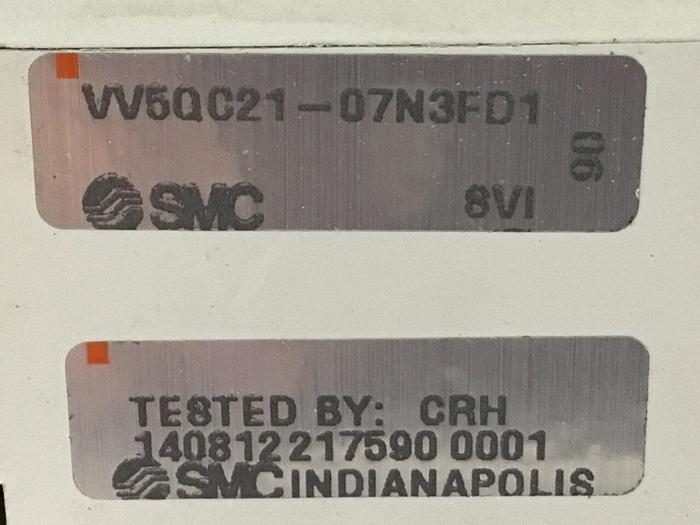 VV5QC21-07N3FD1
90
SMC 8VI
TESTED BY: CRH
140812217590 0001
SMC INDIANAPOLIS